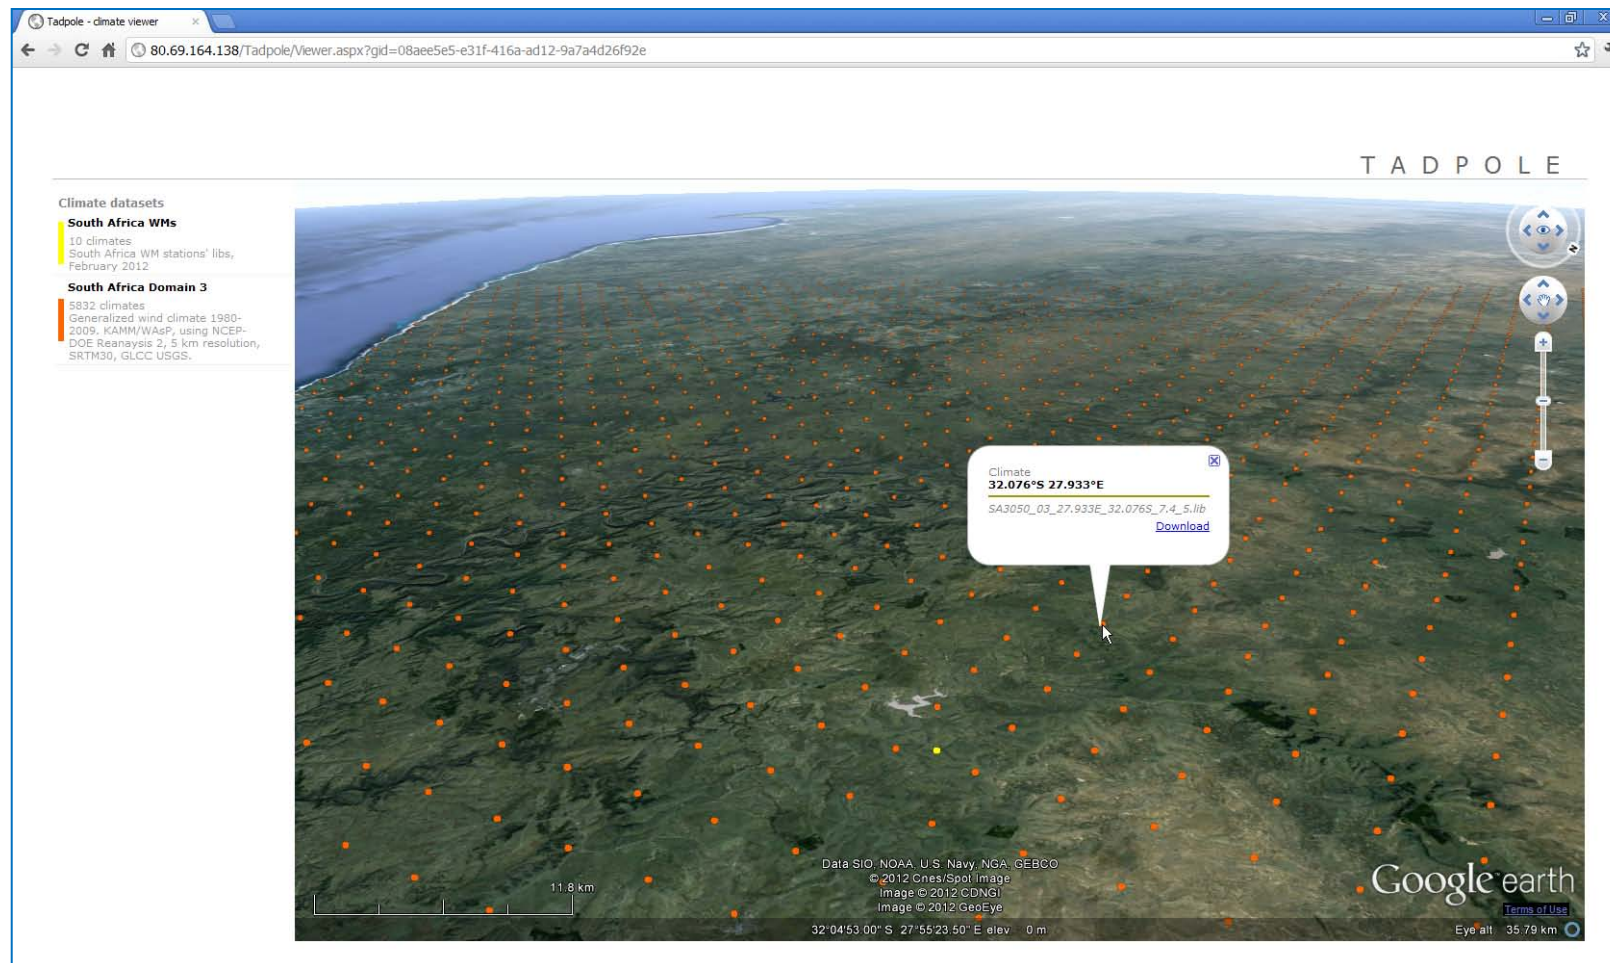 Tadpole - climate viewer
80.69.164.138/Tadpole/Viewer.aspx?gid=08aee5e5-e31f-416a-ad12-9a7a4d26f92e
TADPOLE
Climate datasets
South Africa WMs
10 climates
South Africa WM stations' libs,
February 2012
South Africa Domain 3
5832 climates
Generalized wind climate 1980-
2009. KAMM/WAsP, using NCEP-
DOE Reanaysis 2, 5 km resolution,
SRTM30, GLCC USGS.
N
Climate
32.076°S 27.933°E
SA3050_03_27.933E_32.076S_7.4_5.lib
Download
Data SIO, NOAA, U.S. Navy, NGA, GEBCO
© 2012 Cnes/Spot Image
Image © 2012 CDNGI
Image © 2012 GeoEye
11.8 km
Google earth
Terms of Use
32°04'53.00" S 27°55'23.50" E elev 0 m
Eye alt 35.79 km